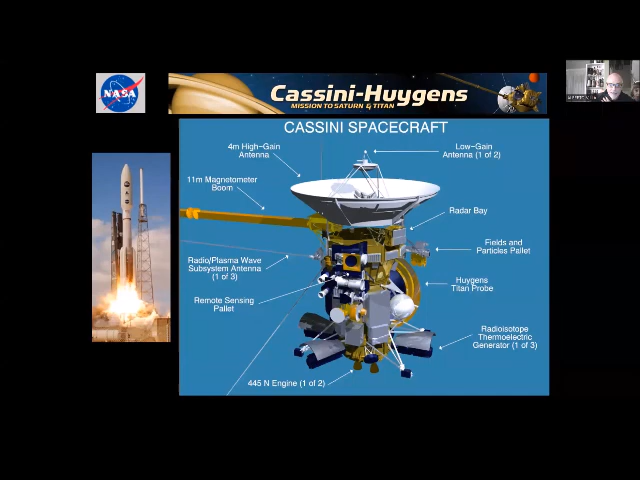 NASA
Cassini-Huygens
MISSION TO SATURN & TITAN
CASSINI SPACECRAFT
4m High-Gain
Antenna
Low-Gain
Antenna (1 of 2)
11m Magnetometer
Boom
Radar Bay
Fields and
Particles Pallet
Radio/Plasma Wave
Subsystem Antenna
(1 of 3)
Huygens
Titan Probe
Remote Sensing
Pallet
Radioisotope
Thermoelectric
Generator (1 of 3)
445 N Engine (1 of 2)